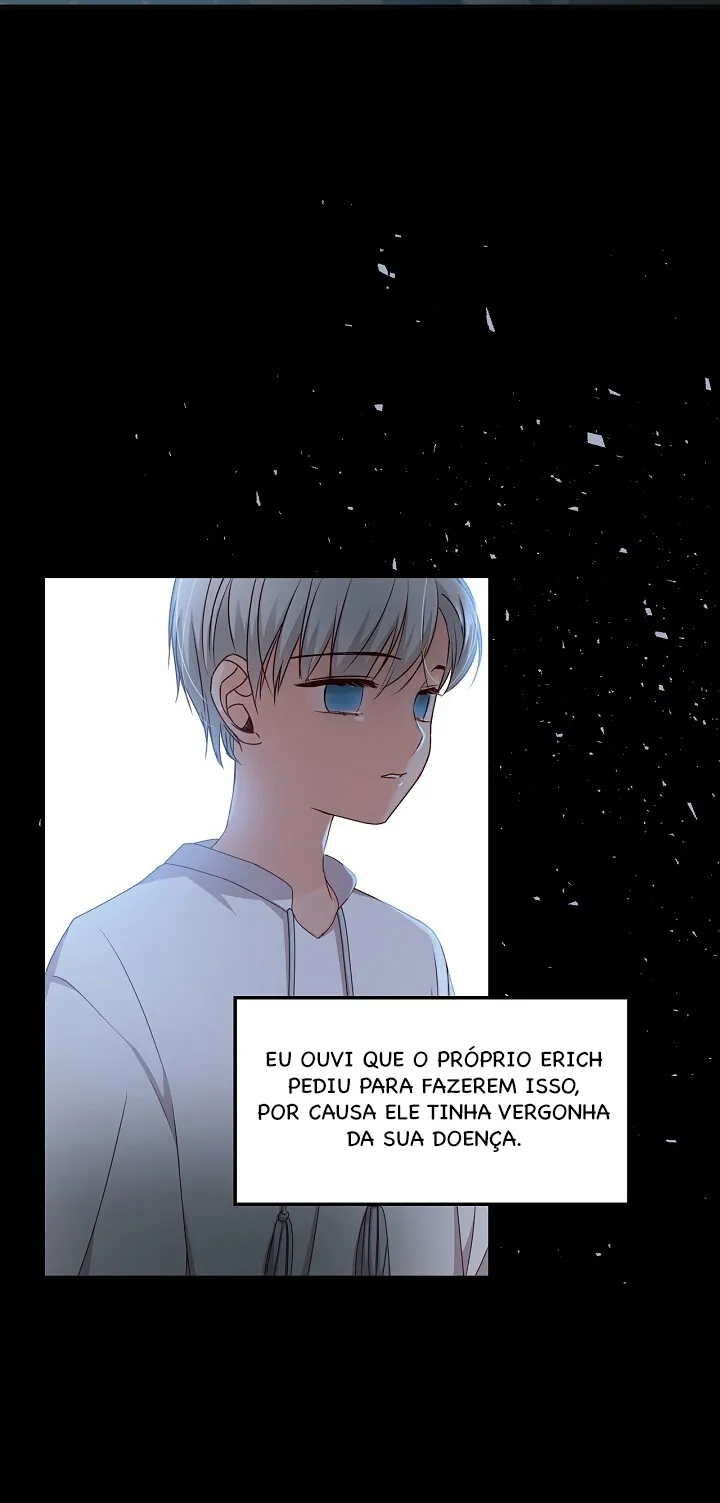 EU OUVI QUE O PRÓPRIO ERICH
PEDIU PARA FAZEREM ISSO,
POR CAUSA ELE TINHA VERGONHA
DA SUA DOENÇA.